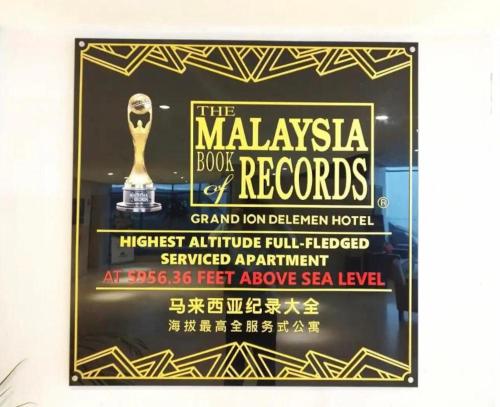 THE
MALAYSIA
BOOK
of RECORDS®
MALAYSIA
GRAND ION DELEMEN HOTEL
HIGHEST ALTITUDE FULL-FLEDGED
SERVICED APARTMENT
AT 5956.36 FEET ABOVE SEA LEVEL
马来西亚纪录大全
海拔最高全服务式公寓